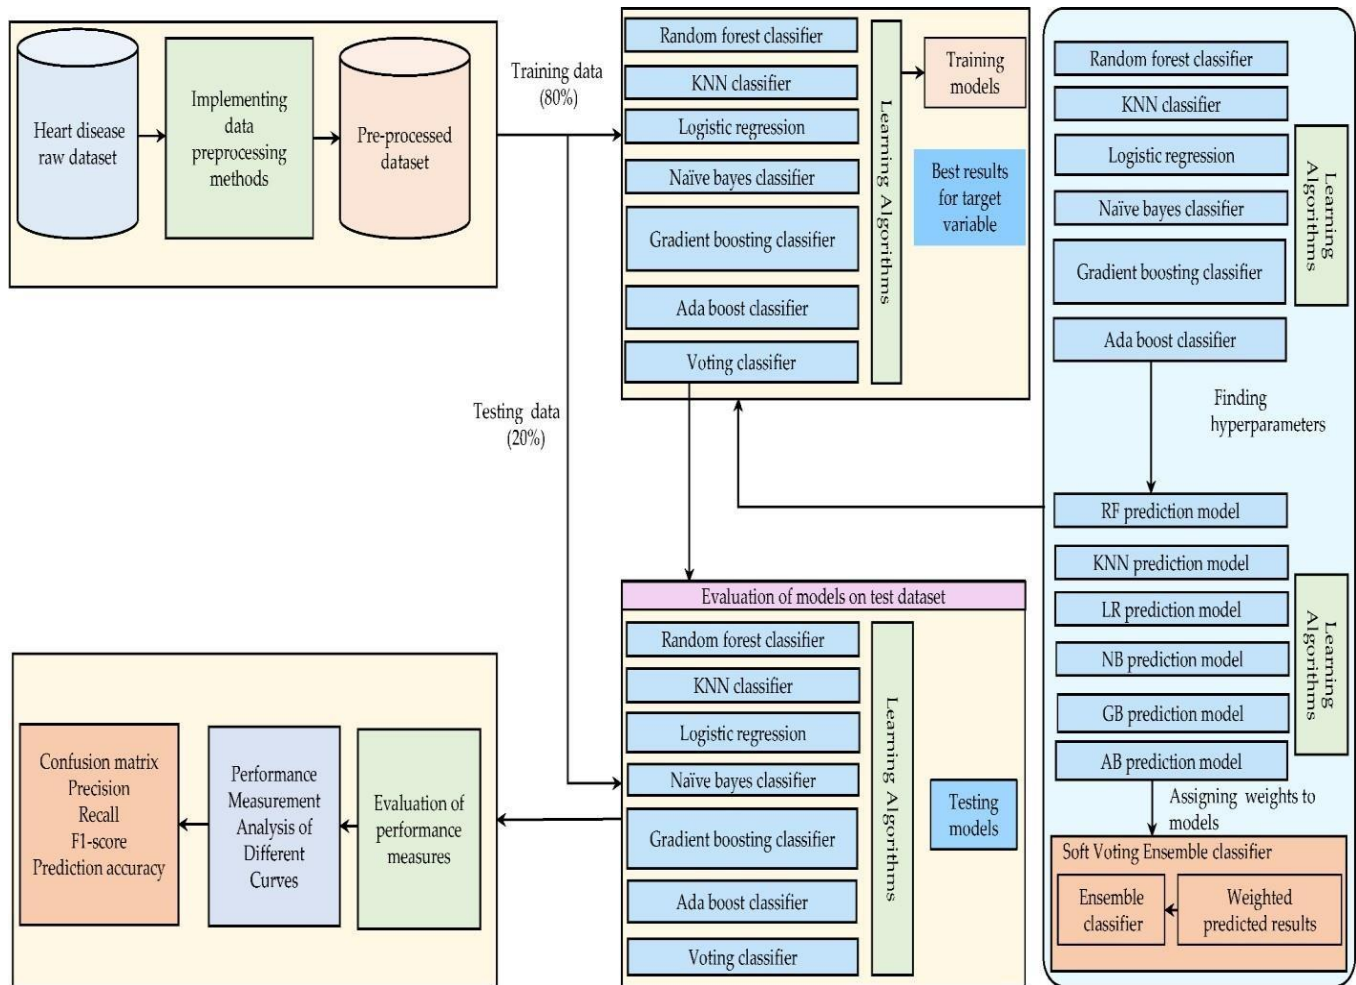 Heart disease
raw dataset
Implementing
data
preprocessing
methods
Pre-processed
dataset
Training data
(80%)
Testing data
(20%)
Random forest classifier
KNN classifier
Logistic regression
Naïve bayes classifier
Gradient boosting classifier
Ada boost classifier
Voting classifier
Learning Algorithms
Training
models
Best results
for target
variable
Random forest classifier
KNN classifier
Logistic regression
Naïve bayes classifier
Gradient boosting classifier
Ada boost classifier
Learning
Algorithms
Finding
hyperparameters
RF prediction model
KNN prediction model
LR prediction model
NB prediction model
GB prediction model
AB prediction model
Learning
Algorithms
Assigning weights to
models
Soft Voting Ensemble classifier
Ensemble
classifier
Weighted
predicted results
Evaluation of models on test dataset
Random forest classifier
KNN classifier
Logistic regression
Naïve bayes classifier
Gradient boosting classifier
Ada boost classifier
Voting classifier
Learning Algorithms
Testing
models
Evaluation of
performance
measures
Performance
Measurement
Analysis of
Different
Curves
Confusion matrix
Precision
Recall
F1-score
Prediction accuracy